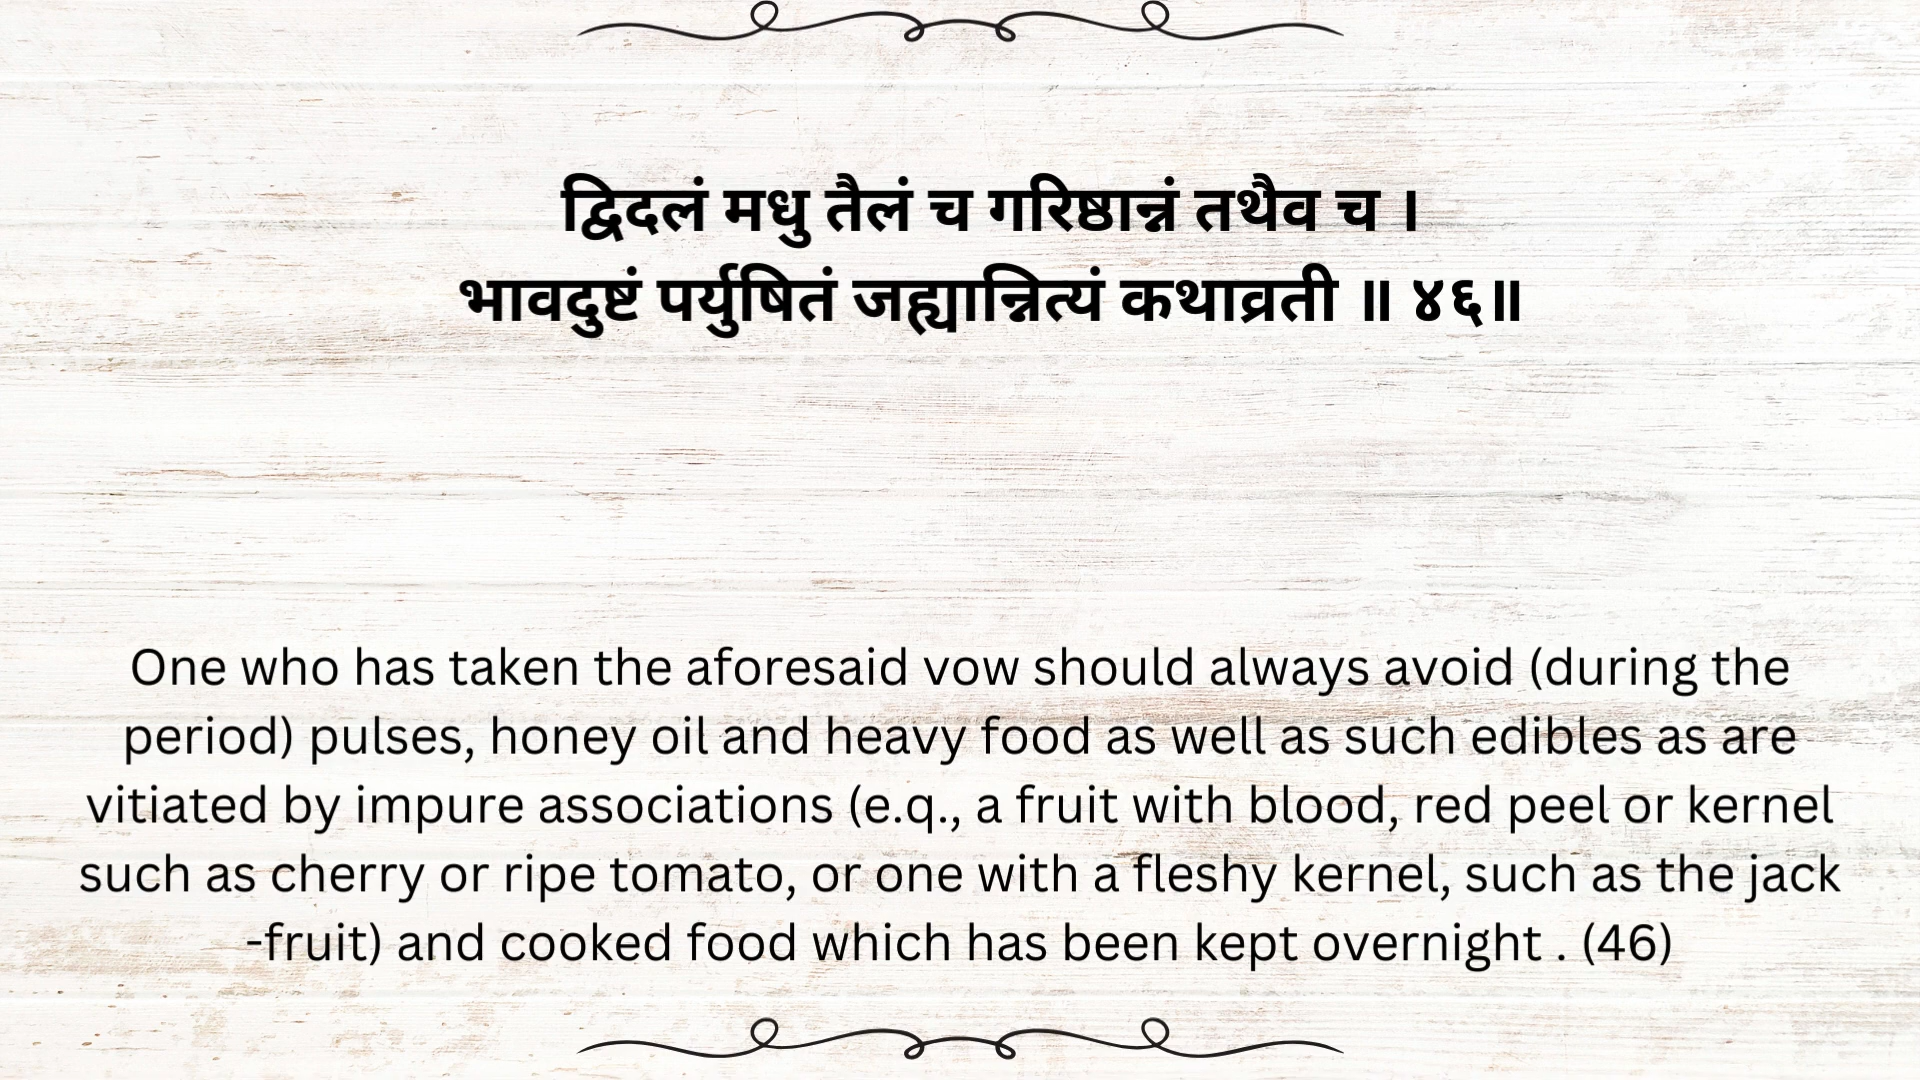 द्विदलं मधु तैलं च गरिष्ठान्नं तथैव च ।
भावदुष्टं पर्युषितं जह्यान्नित्यं कथाव्रती ॥ ४६॥
One who has taken the aforesaid vow should always avoid (during the
period) pulses, honey oil and heavy food as well as such edibles as are
vitiated by impure associations (e.q., a fruit with blood, red peel or kernel
such as cherry or ripe tomato, or one with a fleshy kernel, such as the jack
-fruit) and cooked food which has been kept overnight . (46)